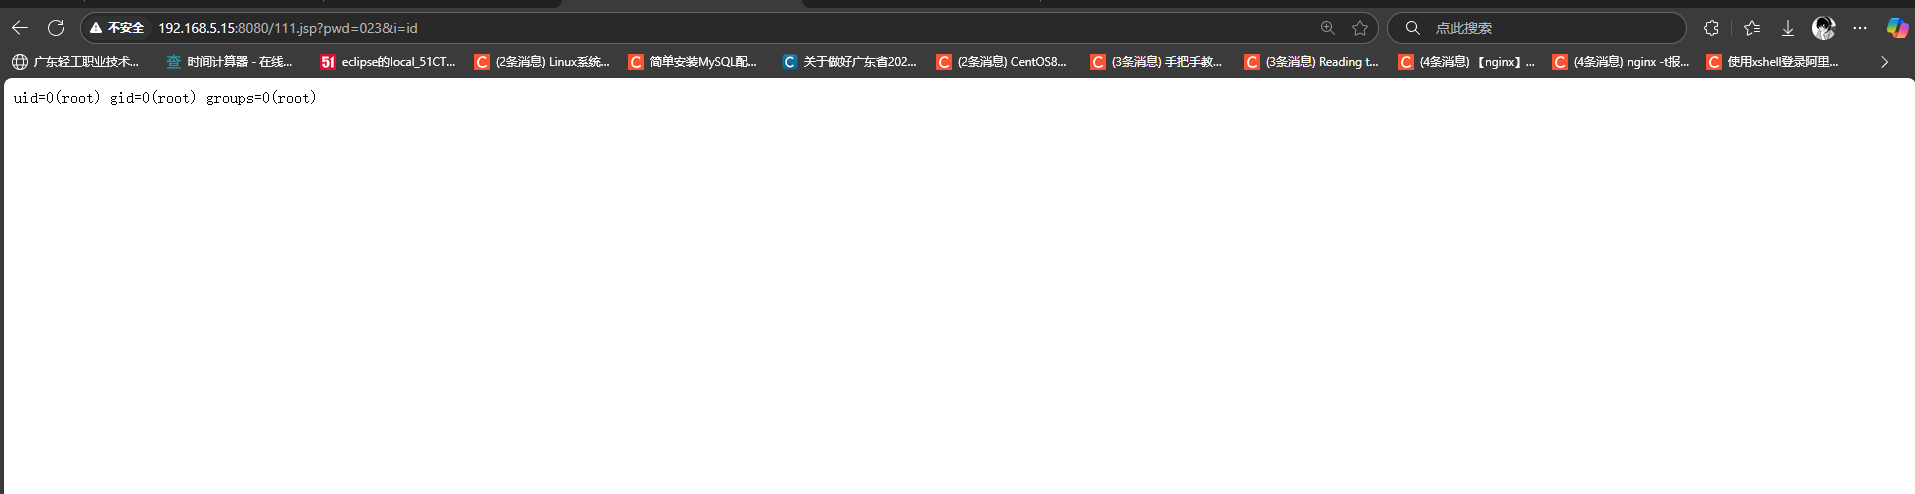 不安全 192.168.5.15:8080/111.jsp?pwd=023&i=id 点此搜索
广东轻工职业技术... 查 时间计算器 - 在线... 51 eclipse的local_51CT... C (2条消息) Linux系统... C 简单安装MySQL配... C 关于做好广东省202... C (2条消息) CentOS8... C (3条消息) 手把手教... C (3条消息) Reading t... C (4条消息) 【nginx】... C (4条消息) nginx -t报... C 使用xshell登录阿里...
uid=0(root) gid=0(root) groups=0(root)